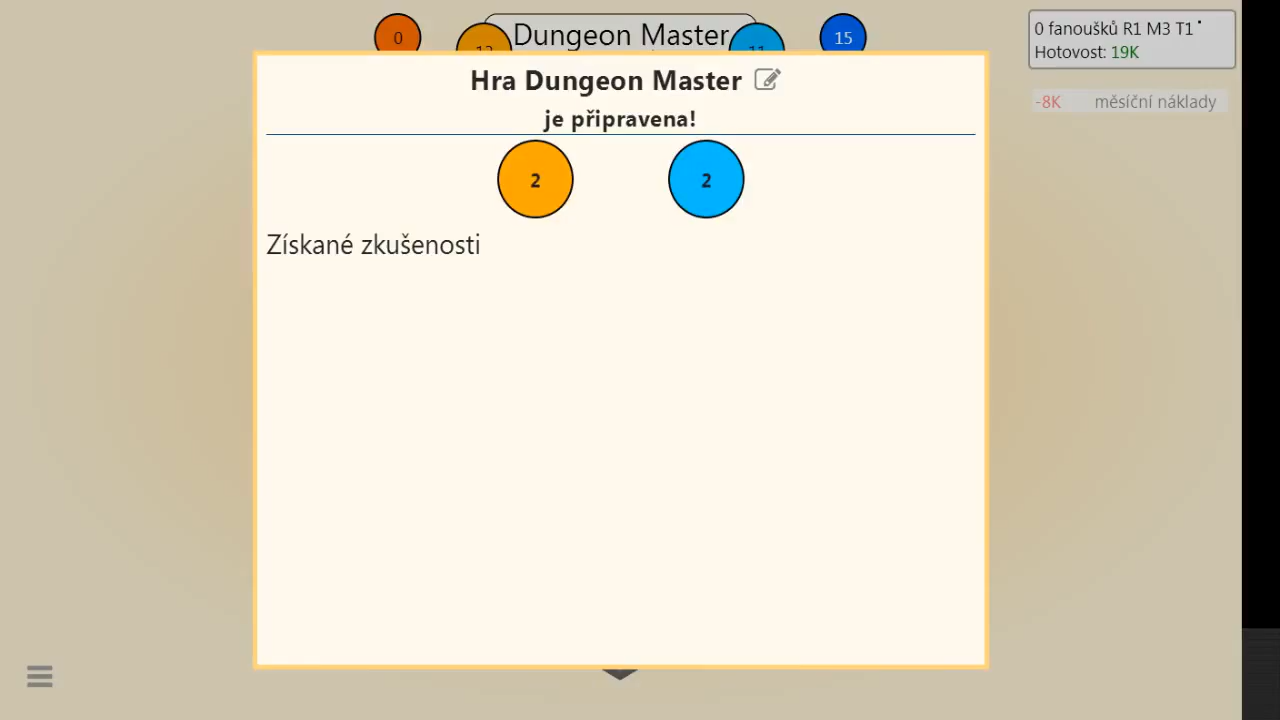 0
Dungeon Master
15
0 fanoušků R1 M3 T1
Hotovost: 19K
-8K měsíční náklady
Hra Dungeon Master
je připravena!
2
2
Získané zkušenosti